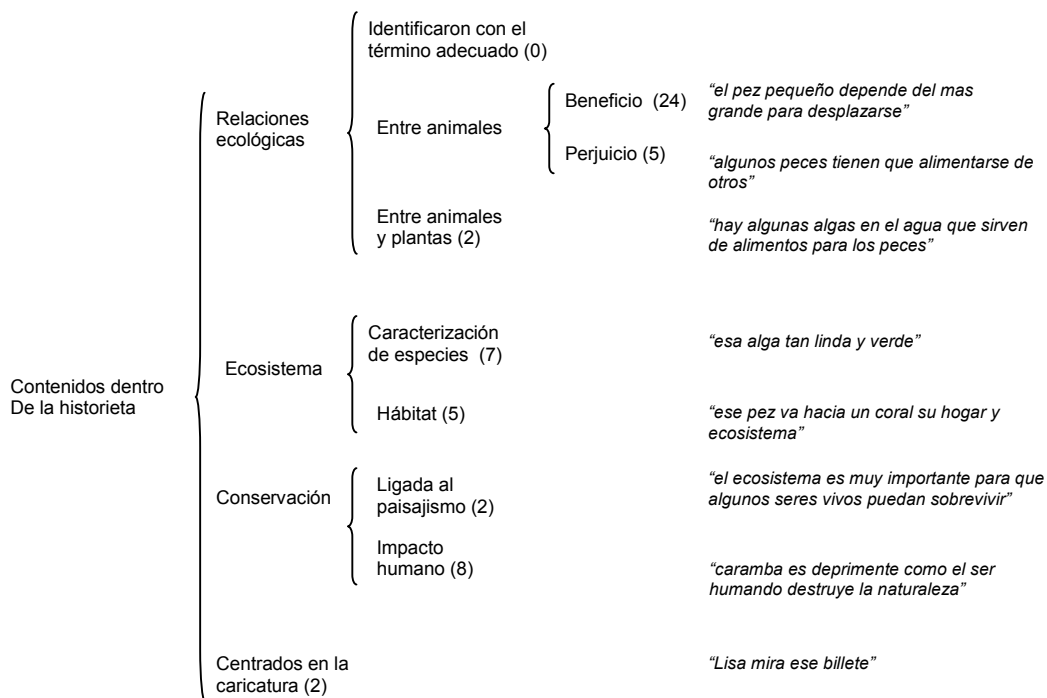 Identificaron con el
término adecuado (0)
Relaciones
ecológicas
Entre animales
Beneficio (24)
"el pez pequeño depende del mas
grande para desplazarse"
Perjuicio (5)
"algunos peces tienen que alimentarse de
otros"
Entre animales
y plantas (2)
"hay algunas algas en el agua que sirven
de alimentos para los peces"
Contenidos dentro
De la historieta
Ecosistema
Caracterización
de especies (7)
"esa alga tan linda y verde"
Hábitat (5)
"ese pez va hacia un coral su hogar y
ecosistema"
Conservación
Ligada al
paisajismo (2)
"el ecosistema es muy importante para que
algunos seres vivos puedan sobrevivir"
Impacto
humano (8)
"caramba es deprimente como el ser
humando destruye la naturaleza"
Centrados en la
caricatura (2)
"Lisa mira ese billete"